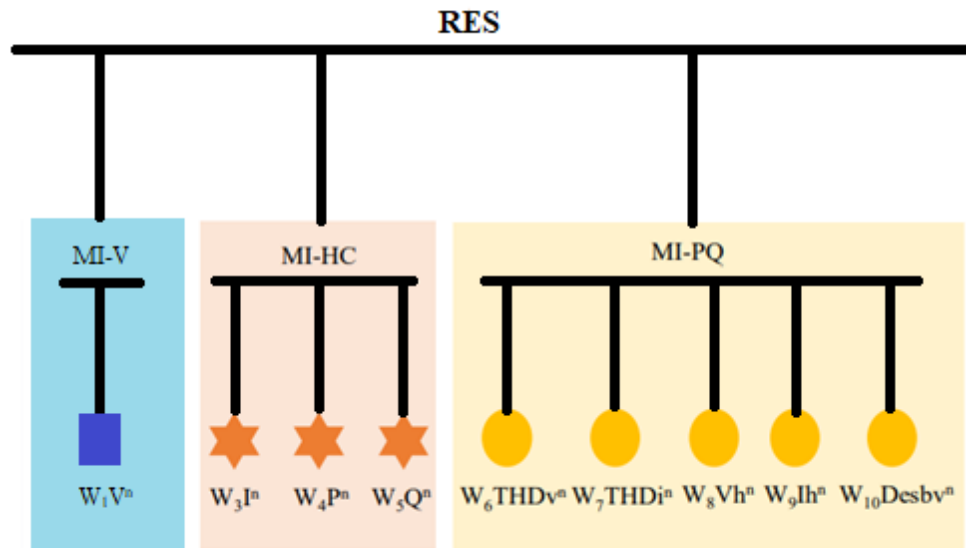 RES
MI-V
MI-HC
MI-PQ
W₁Vⁿ
W₃Iⁿ
W₄Pⁿ
W₅Qⁿ
W₆THDvⁿ
W₇THDiⁿ
W₈Vhⁿ
W₉Ihⁿ
W₁₀Desbvⁿ